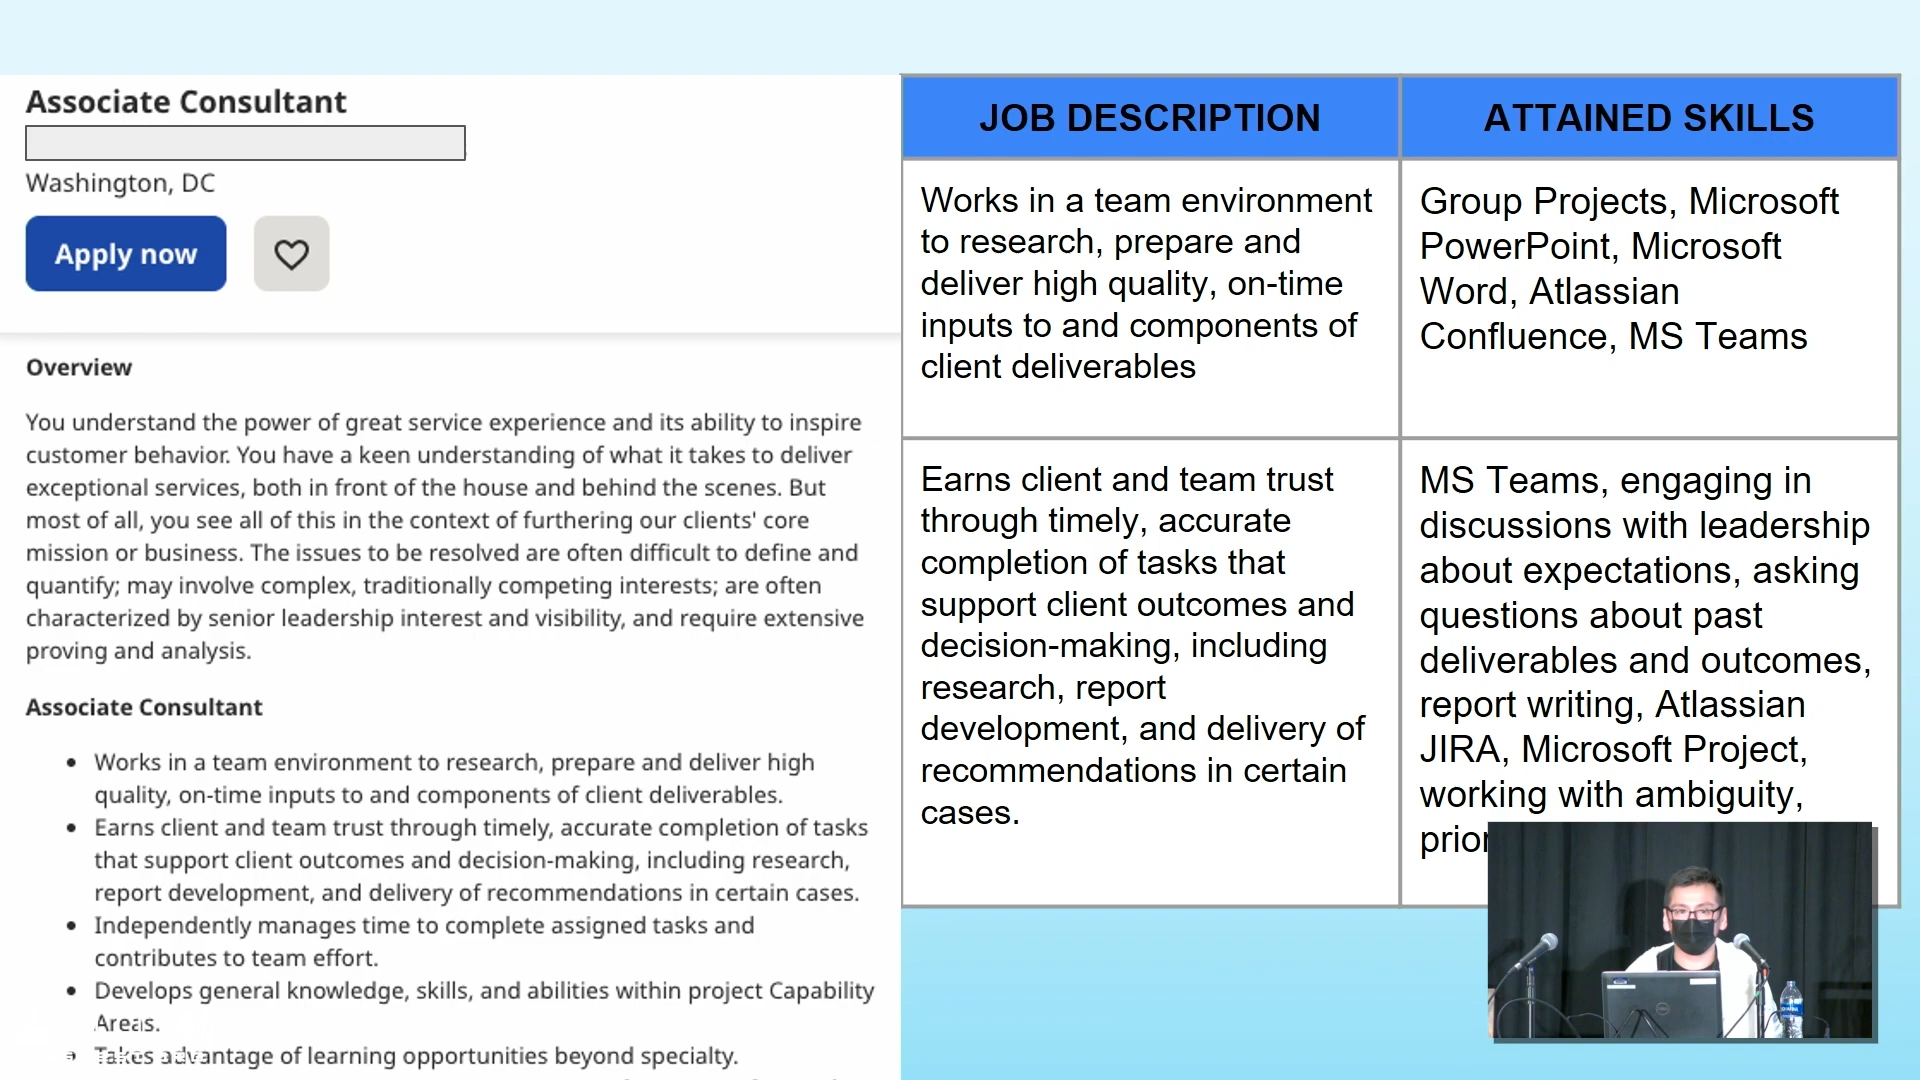 Associate Consultant
Washington, DC
Apply now
Overview
You understand the power of great service experience and its ability to inspire
customer behavior. You have a keen understanding of what it takes to deliver
exceptional services, both in front of the house and behind the scenes. But
most of all, you see all of this in the context of furthering our clients' core
mission or business. The issues to be resolved are often difficult to define and
quantify; may involve complex, traditionally competing interests; are often
characterized by senior leadership interest and visibility, and require extensive
proving and analysis.
Associate Consultant
• Works in a team environment to research, prepare and deliver high
quality, on-time inputs to and components of client deliverables.
• Earns client and team trust through timely, accurate completion of tasks
that support client outcomes and decision-making, including research,
report development, and delivery of recommendations in certain cases.
• Independently manages time to complete assigned tasks and
contributes to team effort.
• Develops general knowledge, skills, and abilities within project Capability
Areas.
• Takes advantage of learning opportunities beyond specialty.
JOB DESCRIPTION
ATTAINED SKILLS
Works in a team environment
to research, prepare and
deliver high quality, on-time
inputs to and components of
client deliverables
Group Projects, Microsoft
PowerPoint, Microsoft
Word, Atlassian
Confluence, MS Teams
Earns client and team trust
through timely, accurate
completion of tasks that
support client outcomes and
decision-making, including
research, report
development, and delivery of
recommendations in certain
cases.
MS Teams, engaging in
discussions with leadership
about expectations, asking
questions about past
deliverables and outcomes,
report writing, Atlassian
JIRA, Microsoft Project,
working with ambiguity,